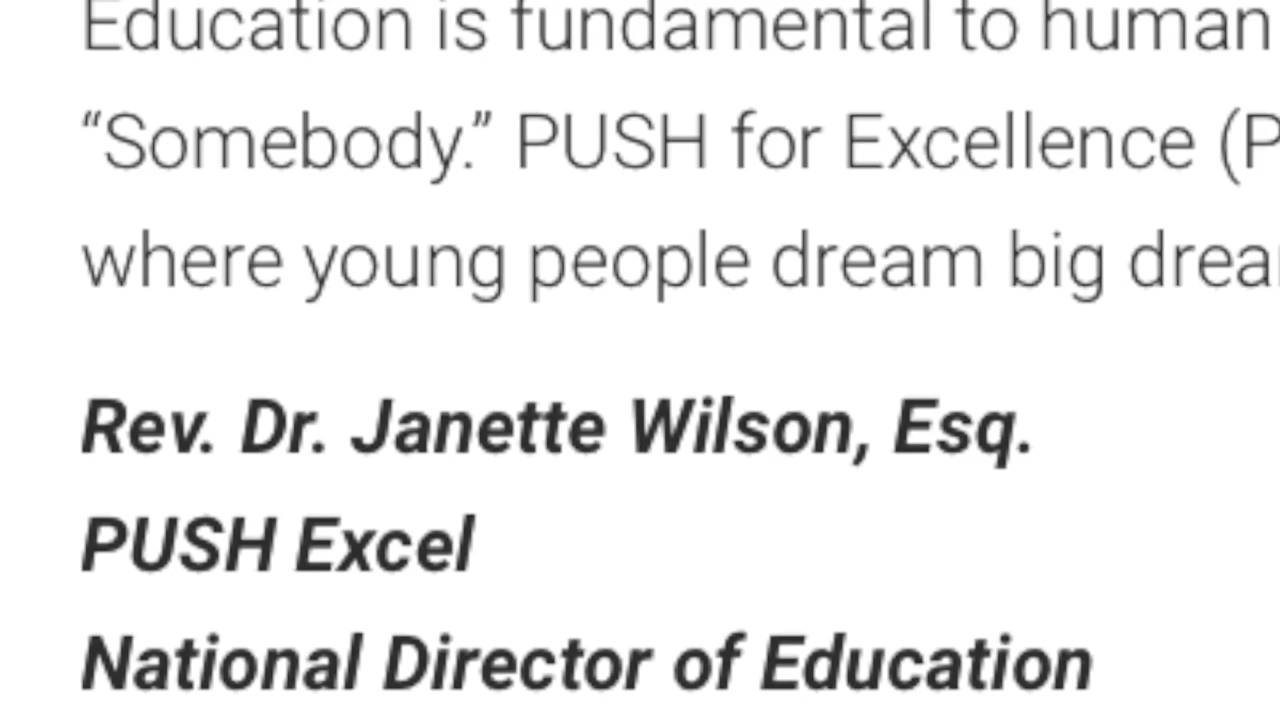 Education is fundamental to human
“Somebody.” PUSH for Excellence (P
where young people dream big
Rev. Dr. Janette Wilson, Esq.
PUSH Excel
National Director of Education